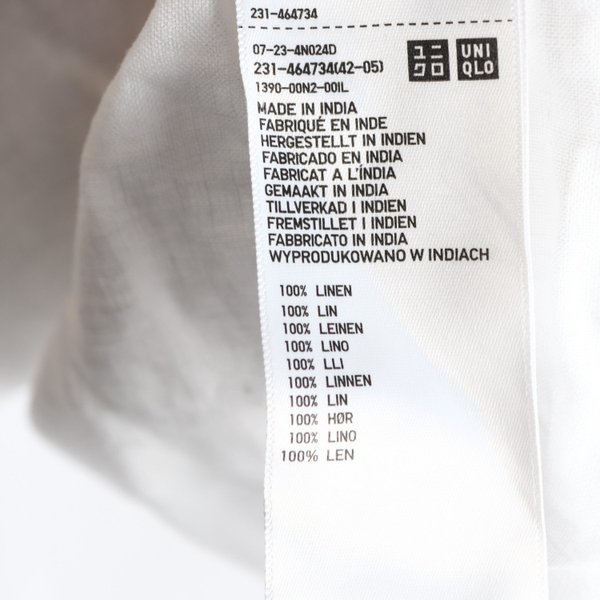 231-464734
07-23-4N024D
231-464734(42-05)
1390-00N2-00IL
ユニ
クロ
UNI
QLO
MADE IN INDIA
FABRIQUÉ EN INDE
HERGESTELLT IN INDIEN
FABRICADO EN INDIA
FABRICAT A L'ÍNDIA
GEMAAKT IN INDIA
TILLVERKAD I INDIEN
FREMSTILLET I INDIEN
FABBRICATO IN INDIA
WYPRODUKOWANO W INDIACH
100% LINEN
100% LIN
100% LEINEN
100% LINO
100% LLI
100% LINNEN
100% LIN
100% HØR
100% LINO
100% LEN